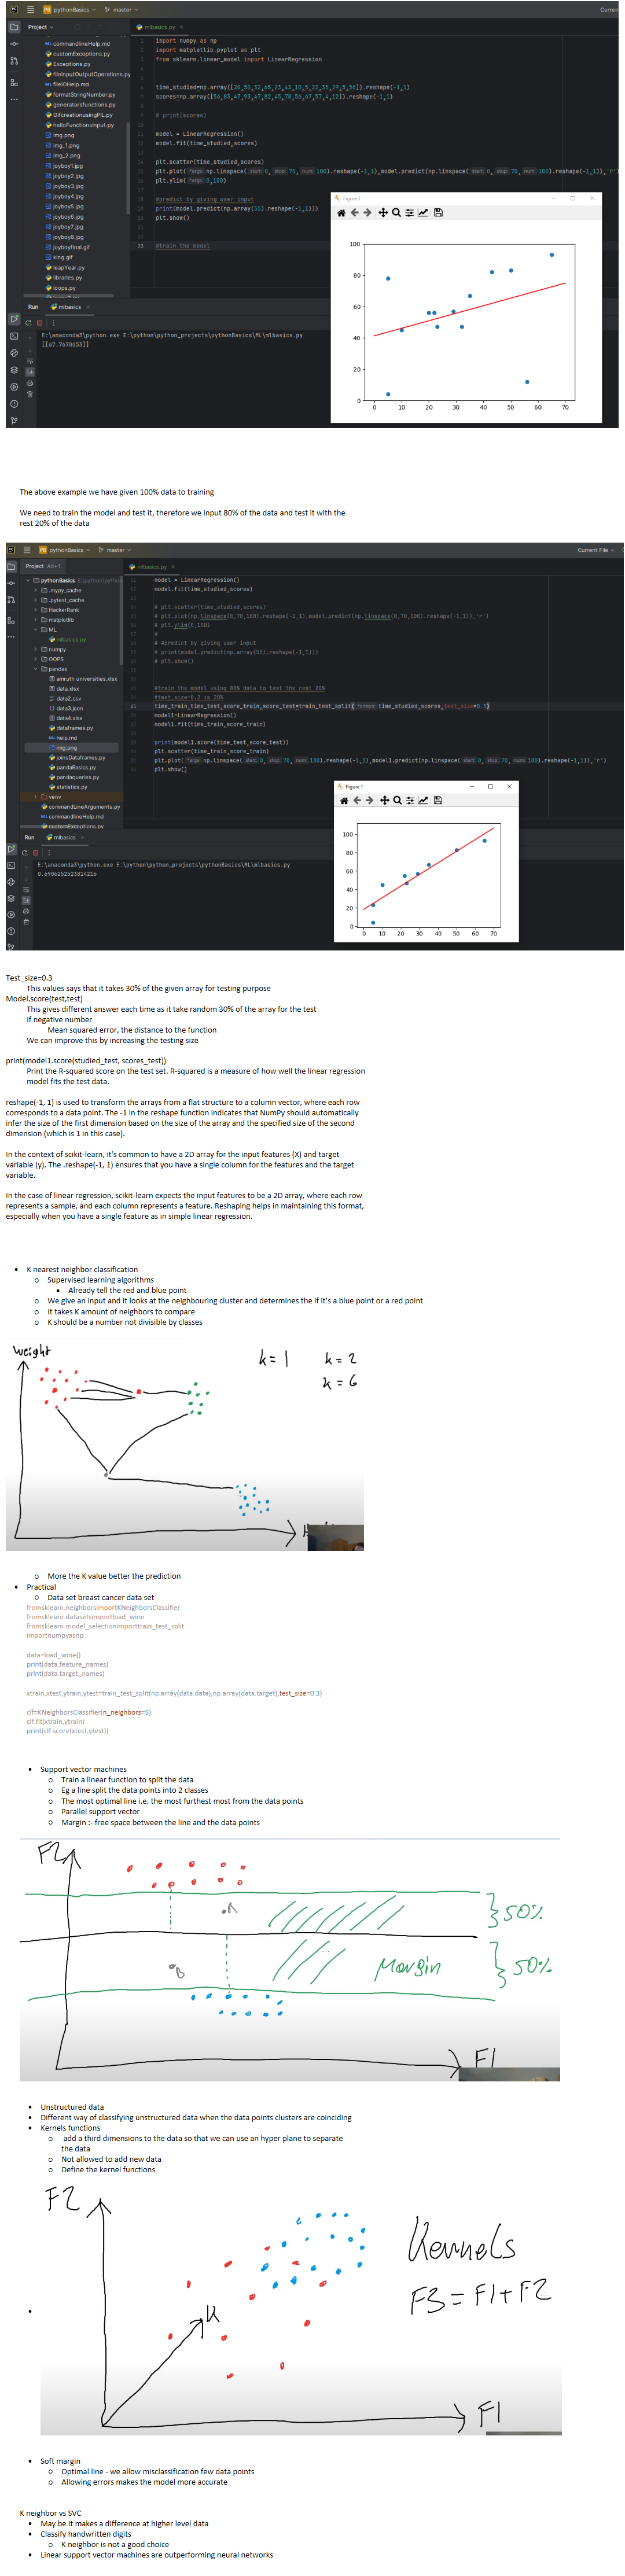 pythonBasics
master
Curren
Project
mlbasics.py
commandlineHelp.md
customExceptions.py
Exceptions.py
fileInputOutputOperations.py
fileIOHelp.md
formatStringNumber.py
generatorsfunctions.py
GifcreationusingPIL.py
helloFunctionsInput.py
img.png
img_1.png
img_2.png
joyboy1.jpg
joyboy2.jpg
joyboy3.jpg
joyboy4.jpg
joyboy5.jpg
joyboy6.jpg
joyboy7.jpg
joyboy8.jpg
joyboyfinal.gif
king.gif
leapYear.py
libraries.py
loops.py
import numpy as np
import matplotlib.pyplot as plt
from sklearn.linear_model import LinearRegression
# print(scores)
model = LinearRegression()
model.fit(time_studied,scores)
plt.scatter(time_studied,scores)
plt.plot( *args: np.linspace( start: 0, stop: 70, num: 100).reshape(-1,1),model.predict(np.linspace( start: 0, stop: 70, num: 100).reshape(-1,1)),'r')
plt.ylim( *args: 0,100)
#predict by giving user input
print(model.predict(np.array(55).reshape(-1,1)))
plt.show()
#train the model
Figure 1
100
80
60
40
20
0
0 10 20 30 40 50 60 70
Run
mlbasics
E:\anaconda3\python.exe E:\python\python_projects\pythonBasics\ML\mlbasics.py
[[67.7670653]]
The above example we have given 100% data to training
We need to train the model and test it, therefore we input 80% of the data and test it with the
rest 20% of the data
pythonBasics
master
Current File
Project Alt+1
mlbasics.py
pythonBasics
.mypy_cache
.pytest_cache
HackerRank
matplotlib
ML
mlbasics.py
numpy
OOPS
pandas
amruth universities.xlsx
data.xlsx
data2.csv
data3.json
data4.xlsx
dataframes.py
help.md
img.png
joinsDataframes.py
pandaBasics.py
pandaqueries.py
statistics.py
venv
commandLineArguments.py
commandlineHelp.md
customExceptions.py
model = LinearRegression()
model.fit(time_studied,scores)
# plt.scatter(time_studied,scores)
# plt.plot(np.linspace(0,70,100).reshape(-1,1),model.predict(np.linspace(0,70,100).reshape(-1,1)),'r')
# plt.ylim(0,100)
#
# #predict by giving user input
# print(model.predict(np.array(55).reshape(-1,1)))
# plt.show()
#train the model using 80% data to test the rest 20%
#test_size=0.2 is 20%
time_train,time_test,score_train,score_test=train_test_split( *arrays: time_studied,scores,test_size=0.3)
model1=LinearRegression()
model1.fit(time_train,score_train)
print(model1.score(time_test,score_test))
plt.scatter(time_train,score_train)
plt.plot( *args: np.linspace( start: 0, stop: 70, num: 100).reshape(-1,1),model1.predict(np.linspace( start: 0, stop: 70, num: 100).reshape(-1,1)),'r')
plt.show()
Figure 1
100
80
60
40
20
0
0 10 20 30 40 50 60 70
Run
mlbasics
E:\anaconda3\python.exe E:\python\python_projects\pythonBasics\ML\mlbasics.py
Test_size=0.3
This values says that it takes 30% of the given array for testing purpose
Model.score(test,test)
This gives different answer each time as it take random 30% of the array for the test
If negative number
Mean squared error, the distance to the function
We can improve this by increasing the testing size
print(model1.score(studied_test, scores_test))
Print the R-squared score on the test set. R-squared is a measure of how well the linear regression
model fits the test data.
reshape(-1, 1) is used to transform the arrays from a flat structure to a column vector, where each row
corresponds to a data point. The -1 in the reshape function indicates that NumPy should automatically
infer the size of the first dimension based on the size of the array and the specified size of the second
dimension (which is 1 in this case).
In the context of scikit-learn, it's common to have a 2D array for the input features (X) and target
variable (y). The .reshape(-1, 1) ensures that you have a single column for the features and the target
variable.
In the case of linear regression, scikit-learn expects the input features to be a 2D array, where each row
represents a sample, and each column represents a feature. Reshaping helps in maintaining this format,
especially when you have a single feature as in simple linear regression.
• K nearest neighbor classification
o Supervised learning algorithms
▪ Already tell the red and blue point
o We give an input and it looks at the neighbouring cluster and determines the if it's a blue point or a red point
o It takes K amount of neighbors to compare
o K should be a number not divisible by classes
weight
k=1 k=2
k=6
o More the K value better the prediction
• Practical
o Data set breast cancer data set
fromsklearn.neighborsimportKNeighborsClassifier
fromsklearn.datasetsimportload_wine
fromsklearn.model_selectionimporttrain_test_split
importnumpyasnp
data=load_wine()
print(data.feature_names)
print(data.target_names)
xtrain,xtest,ytrain,ytest=train_test_split(np.array(data.data),np.array(data.target),test_size=0.3)
clf=KNeighborsClassifier(n_neighbors=5)
clf.fit(xtrain,ytrain)
print(clf.score(xtest,ytest))
• Support vector machines
o Train a linear function to split the data
o Eg a line split the data points into 2 classes
o The most optimal line i.e. the most furthest most from the data points
o Parallel support vector
o Margin :- free space between the line and the data points
F2
A
50%
B
Margin
50%
F1
• Unstructured data
• Different way of classifying unstructured data when the data points clusters are coinciding
• Kernels functions
o add a third dimensions to the data so that we can use an hyper plane to separate
the data
o Not allowed to add new data
o Define the kernel functions
F2
Kernels
F3=F1+F2
K
F1
• Soft margin
o Optimal line - we allow misclassification few data points
o Allowing errors makes the model more accurate
K neighbor vs SVC
• May be it makes a difference at higher level data
• Classify handwritten digits
o K neighbor is not a good choice
• Linear support vector machines are outperforming neural networks